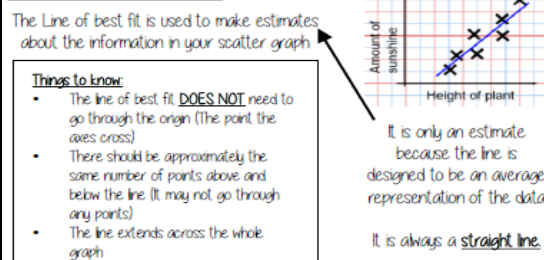 The Line of best fit is used to make estimates
about the information in your scatter graph
Things to know:
• The line of best fit DOES NOT need to
go through the origin (The point the
axes cross)
• There should be approximately the
same number of points above and
below the line (It may not go through
any points)
• The line extends across the whole
graph
Amount of
sunshine
Height of plant
It is only an estimate
because the line is
designed to be an average
representation of the data
It is always a straight line.